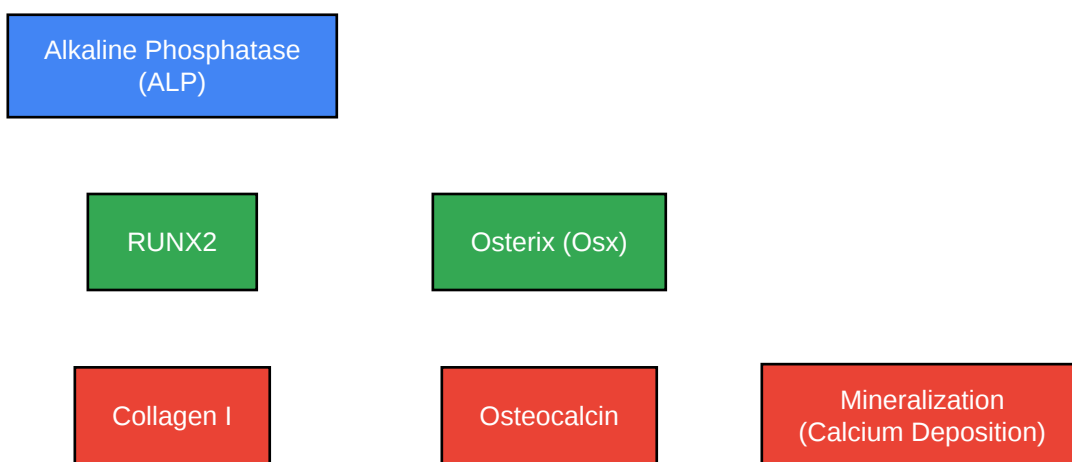 Alkaline Phosphatase
(ALP)
RUNX2
Osterix (Osx)
Collagen I
Osteocalcin
Mineralization
(Calcium Deposition)